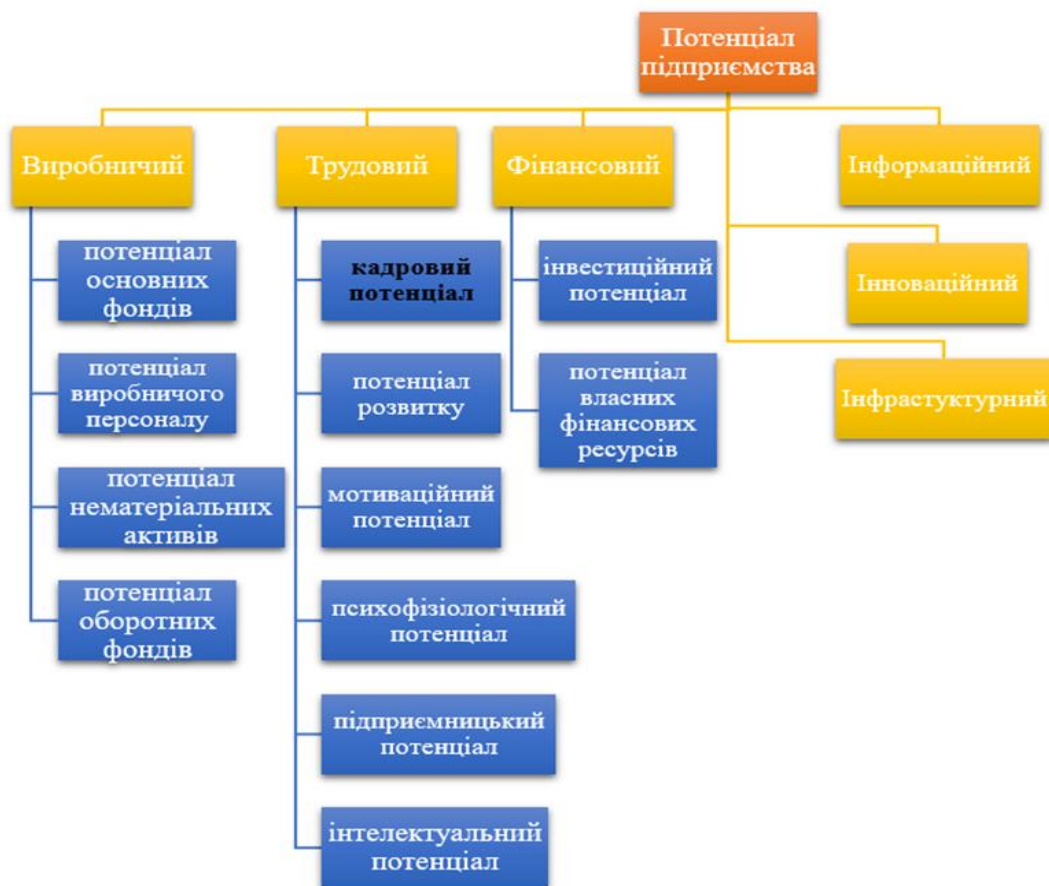 Потенціал
підприємства
Виробничий
потенціал
основних
фондів
потенціал
виробничого
персоналу
потенціал
нематеріальних
активів
потенціал
оборотних
фондів
Трудовий
кадровий
потенціал
потенціал
розвитку
мотиваційний
потенціал
психофізіологічний
потенціал
підприємницький
потенціал
інтелектуальний
потенціал
Фінансовий
інвестиційний
потенціал
потенціал
власних
фінансових
ресурсів
Інформаційний
Інноваційний
Інфрастуктурний